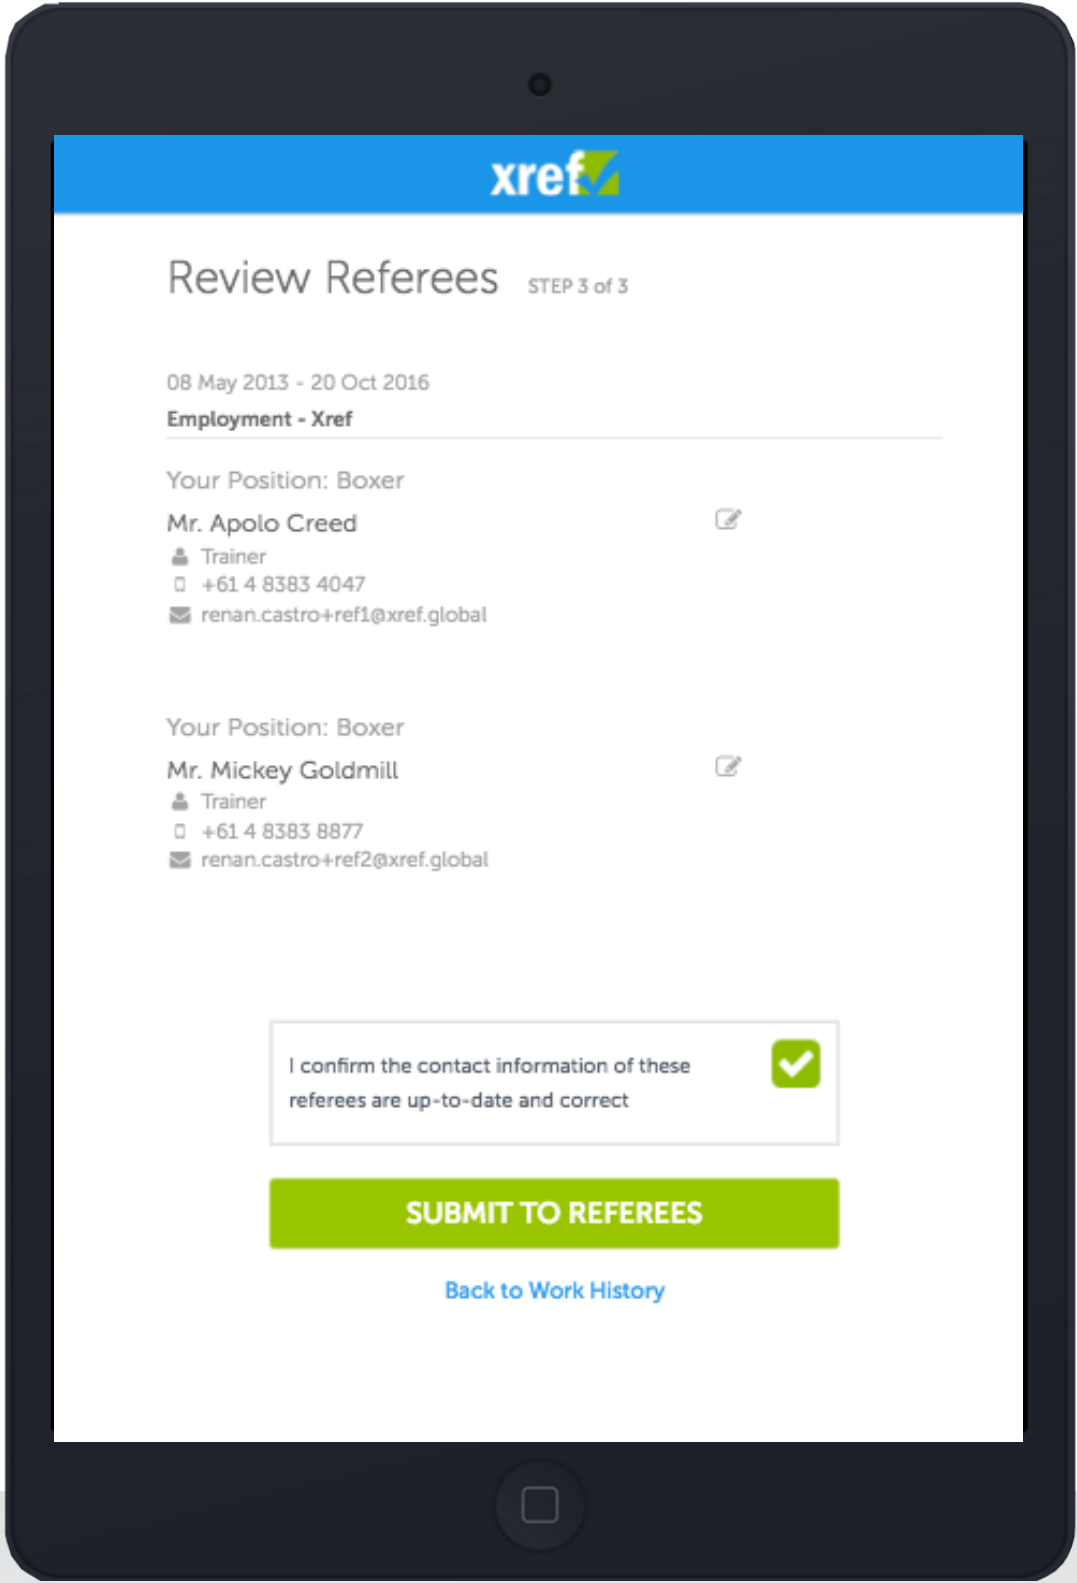 xref
Review Referees STEP 3 of 3
08 May 2013 - 20 Oct 2016
Employment - Xref
Your Position: Boxer
Mr. Apolo Creed
Trainer
+61 4 8383 4047
renan.castro+ref1@xref.global
Your Position: Boxer
Mr. Mickey Goldmill
Trainer
+61 4 8383 8877
renan.castro+ref2@xref.global
I confirm the contact information of these
referees are up-to-date and correct
SUBMIT TO REFEREES
Back to Work History